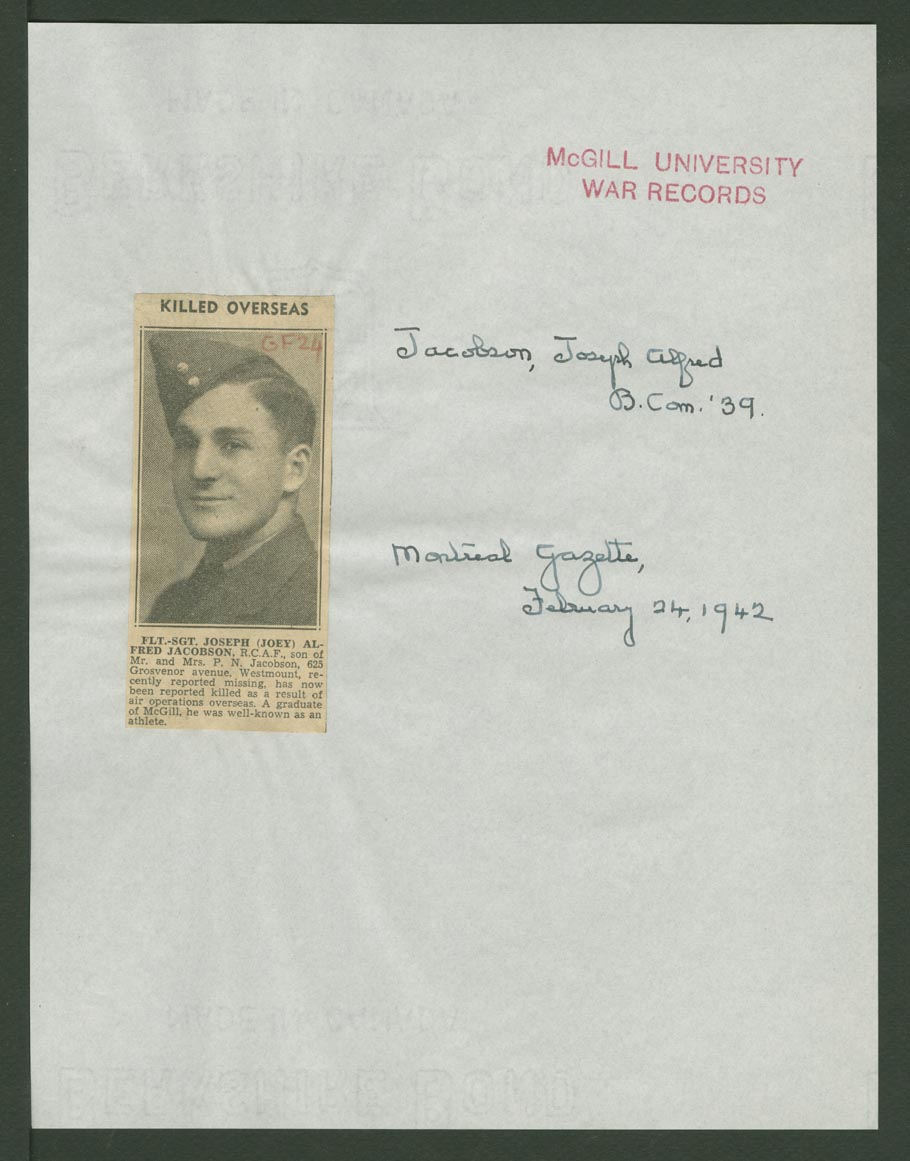 McGILL UNIVERSITY
WAR RECORDS
KILLED OVERSEAS
GF24
Jacobson, Joseph Alfred
B.Com. '39.
Montreal Gazette,
February 24, 1942
FLT.-SGT. JOSEPH (JOEY) AL-
FRED JACOBSON, R.C.A.F., son of
Mr. and Mrs. P. N. Jacobson, 625
Grosvenor avenue, Westmount, re-
cently reported missing, has now
been reported killed as a result of
air operations overseas. A graduate
of McGill, he was well-known as an
athlete.